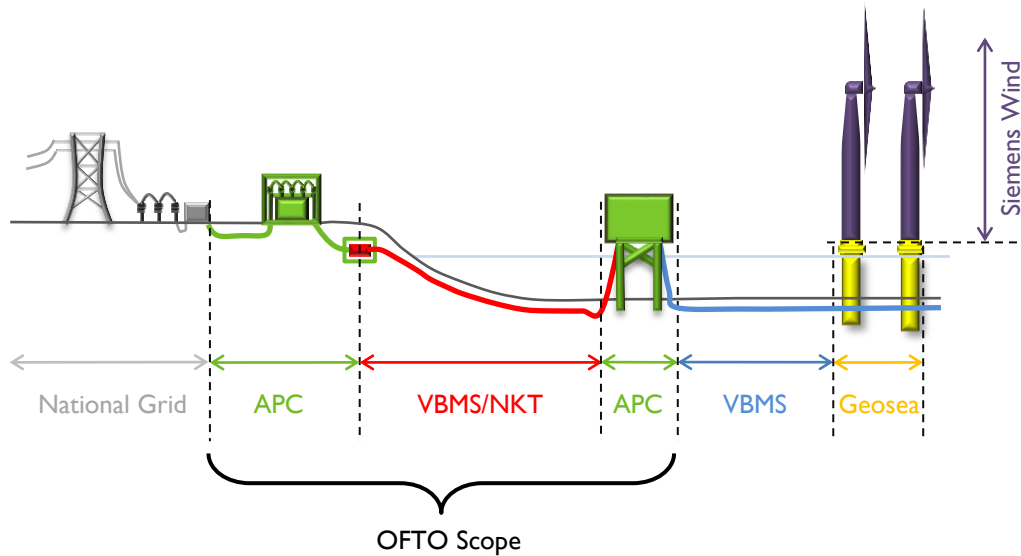 Siemens Wind
National Grid
APC
VBMS/NKT
APC
VBMS
Geosea
OFTO Scope